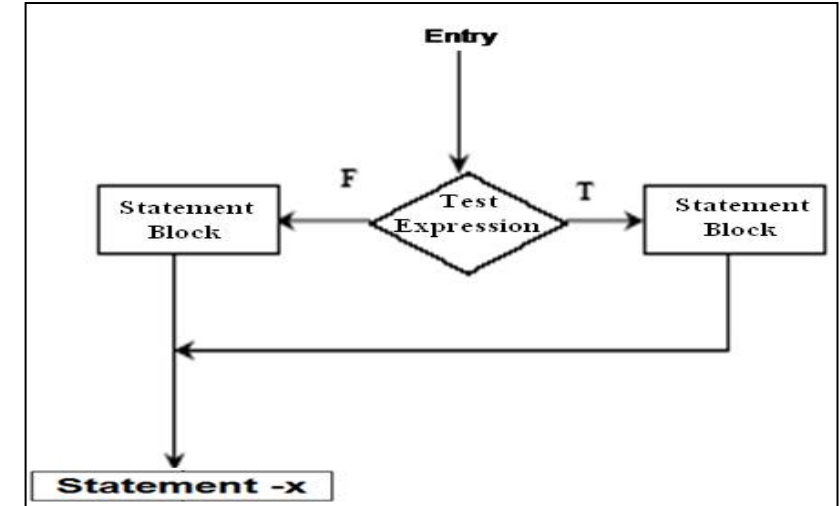 Entry
F
T
Statement
Block
Test
Expression
Statement
Block
Statement -x